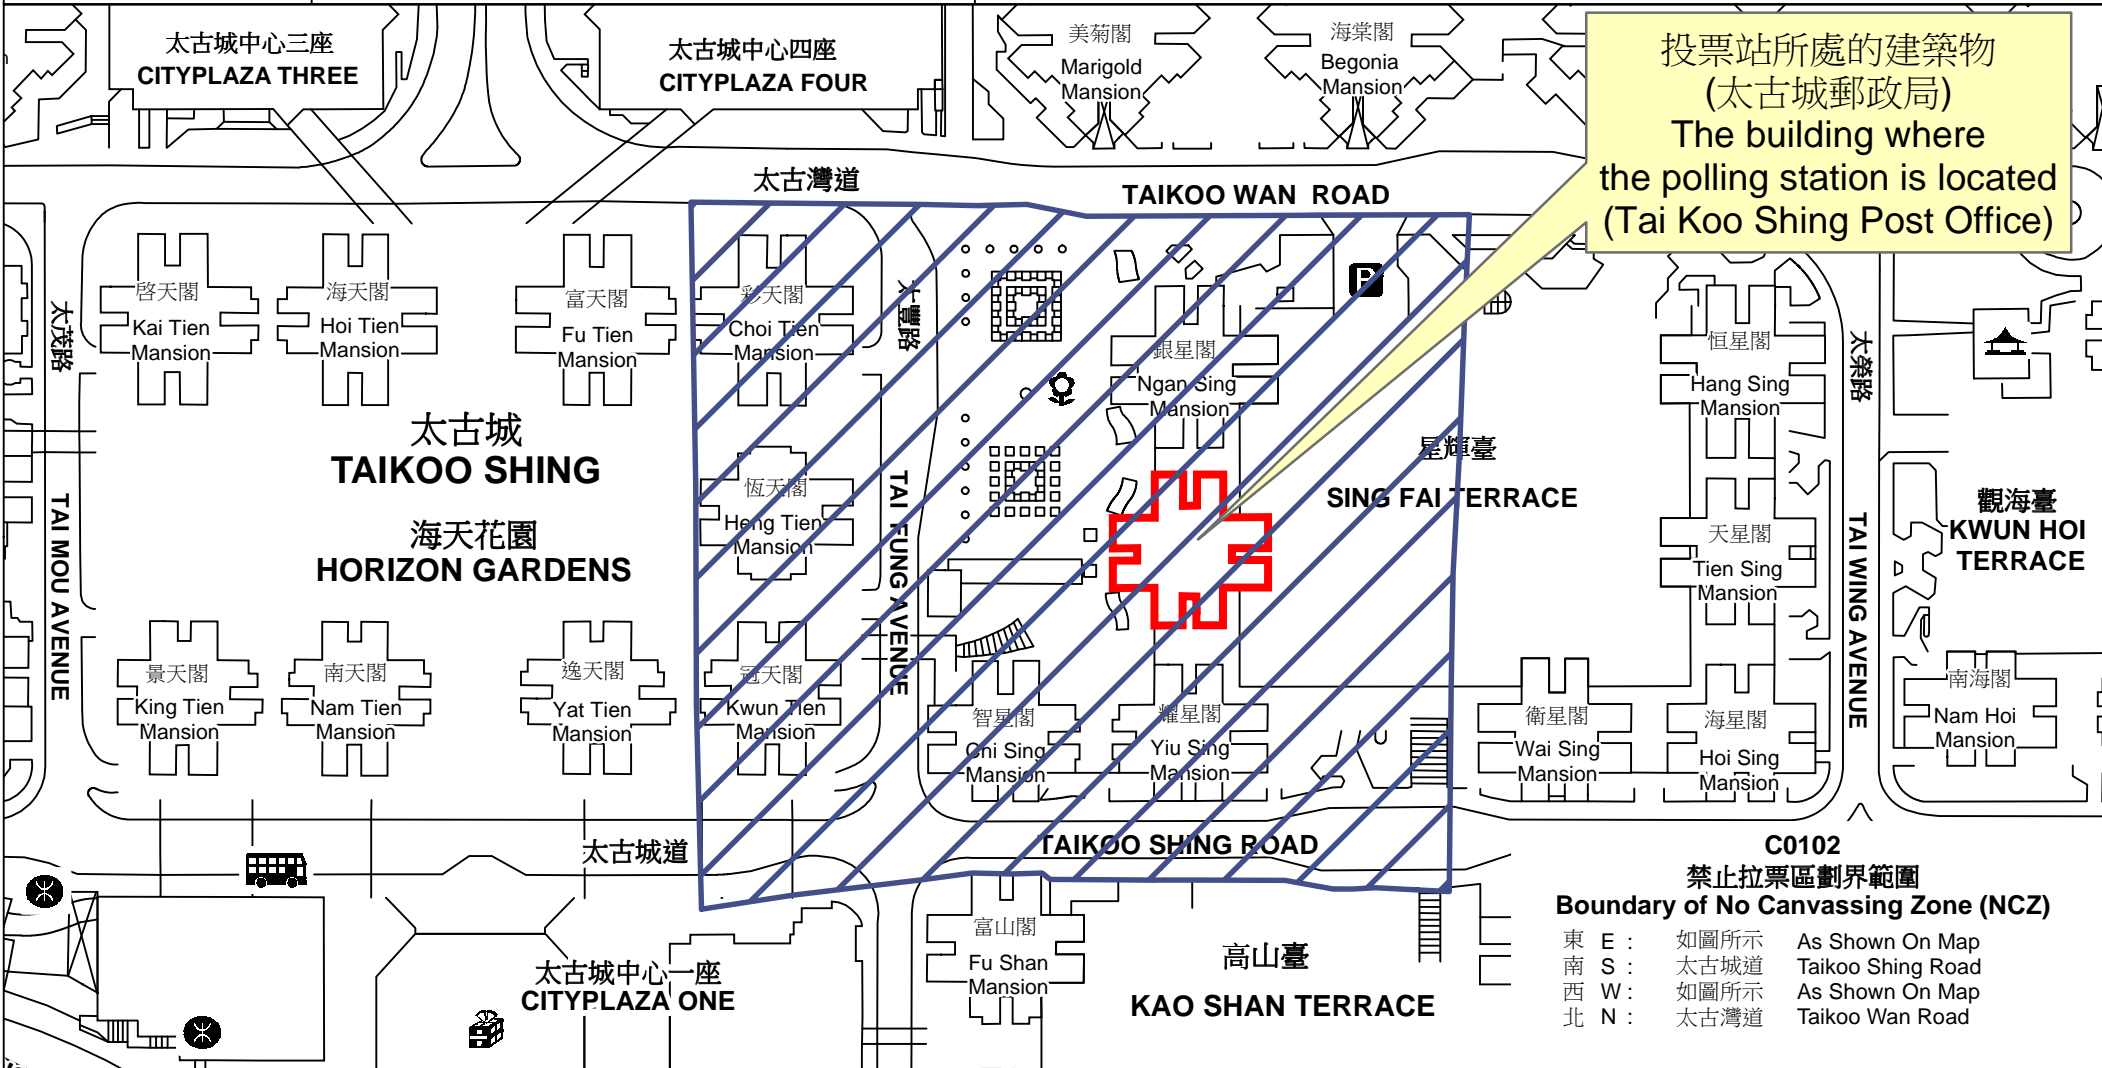 太古城中心三座
CITYPLAZA THREE
太古城中心四座
CITYPLAZA FOUR
美菊閣
Marigold
Mansion
海棠閣
Begonia
Mansion
投票站所處的建築物
(太古城郵政局)
The building where
the polling station is located
(Tai Koo Shing Post Office)
太古灣道
TAIKOO WAN ROAD
啓天閣
Kai Tien
Mansion
海天閣
Hoi Tien
Mansion
富天閣
Fu Tien
Mansion
彩天閣
Choi Tien
Mansion
太豐路
TAI FUNG AVENUE
銀星閣
Ngan Sing
Mansion
P
恒星閣
Hang Sing
Mansion
太茂路
TAI MOU AVENUE
太榮路
TAI WING AVENUE
太古城
TAIKOO SHING
海天花園
HORIZON GARDENS
恆天閣
Heng Tien
Mansion
星輝臺
SING FAI TERRACE
天星閣
Tien Sing
Mansion
觀海臺
KWUN HOI
TERRACE
景天閣
King Tien
Mansion
南天閣
Nam Tien
Mansion
逸天閣
Yat Tien
Mansion
冠天閣
Kwun Tien
Mansion
智星閣
Chi Sing
Mansion
耀星閣
Yiu Sing
Mansion
衛星閣
Wai Sing
Mansion
海星閣
Hoi Sing
Mansion
南海閣
Nam Hoi
Mansion
太古城道
TAIKOO SHING ROAD
太古城中心一座
CITYPLAZA ONE
富山閣
Fu Shan
Mansion
高山臺
KAO SHAN TERRACE
C0102
禁止拉票區劃界範圍
Boundary of No Canvassing Zone (NCZ)
東 E : 如圖所示 As Shown On Map
南 S : 太古城道 Taikoo Shing Road
西 W : 如圖所示 As Shown On Map
北 N : 太古灣道 Taikoo Wan Road